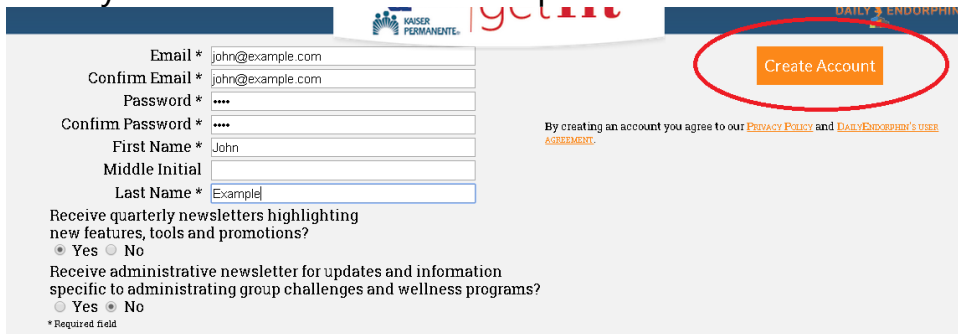 KAISER
PERMANENTE.
get fit
DAILY ENDORPHIN
Email * john@example.com
Confirm Email * john@example.com
Password * ••••
Confirm Password * ••••
First Name * John
Middle Initial
Last Name * Example
Create Account
By creating an account you agree to our PRIVACY POLICY and DAILYENDORPHIN'S USER
AGREEMENT.
Receive quarterly newsletters highlighting
new features, tools and promotions?
Yes No
Receive administrative newsletter for updates and information
specific to administrating group challenges and wellness programs?
Yes No
* Required field